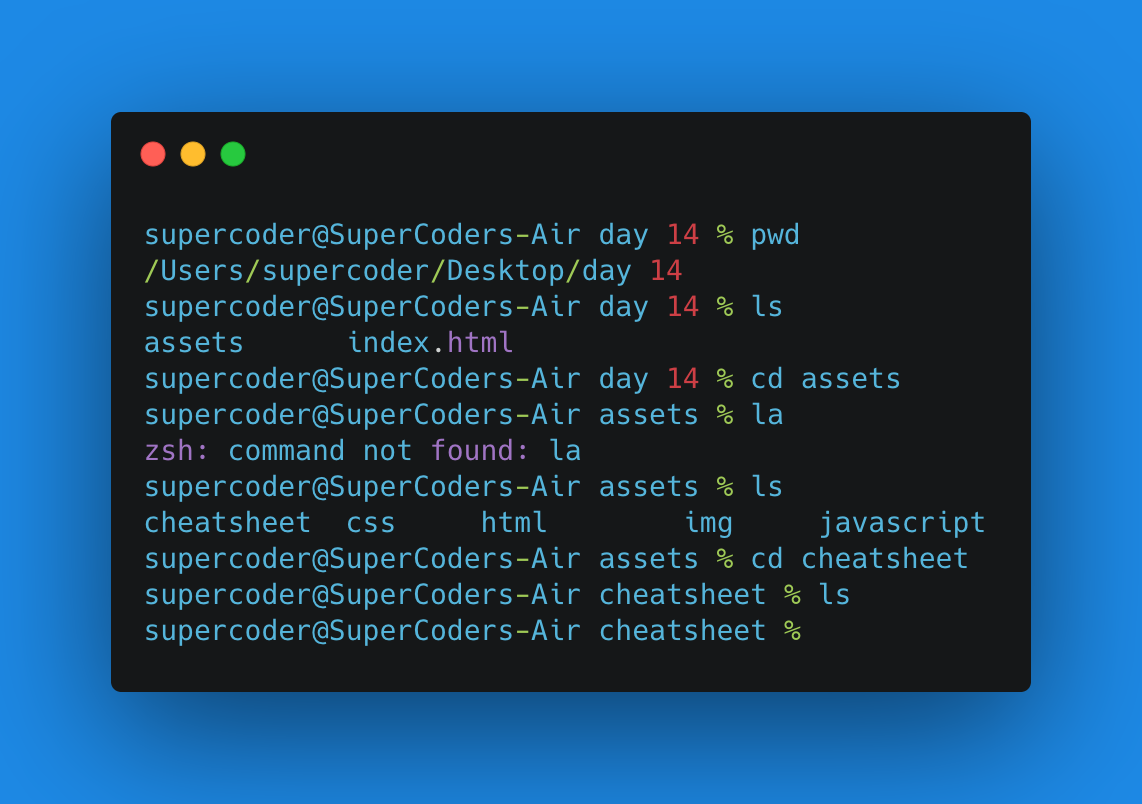 supercoder@SuperCoders-Air day 14 % pwd
/Users/supercoder/Desktop/day 14
supercoder@SuperCoders-Air day 14 % ls
assets      index.html
supercoder@SuperCoders-Air day 14 % cd assets
supercoder@SuperCoders-Air assets % la
zsh: command not found: la
supercoder@SuperCoders-Air assets % ls
cheatsheet  css     html        img     javascript
supercoder@SuperCoders-Air assets % cd cheatsheet
supercoder@SuperCoders-Air cheatsheet % ls
supercoder@SuperCoders-Air cheatsheet %